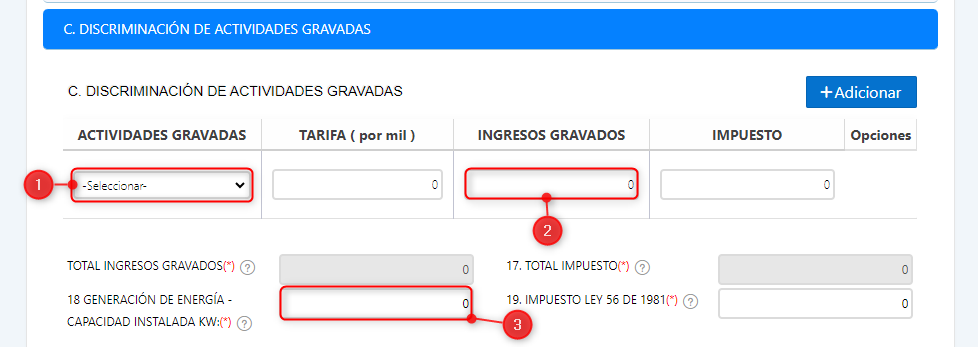 C. DISCRIMINACIÓN DE ACTIVIDADES GRAVADAS
C. DISCRIMINACIÓN DE ACTIVIDADES GRAVADAS
+Adicionar
ACTIVIDADES GRAVADAS TARIFA ( por mil ) INGRESOS GRAVADOS IMPUESTO Opciones
1 -Seleccionar- 0 0 0
2
TOTAL INGRESOS GRAVADOS(*) ? 0 17. TOTAL IMPUESTO(*) ? 0
18 GENERACIÓN DE ENERGÍA - 0 19. IMPUESTO LEY 56 DE 1981(*) ? 0
CAPACIDAD INSTALADA KW:(*) ? 3